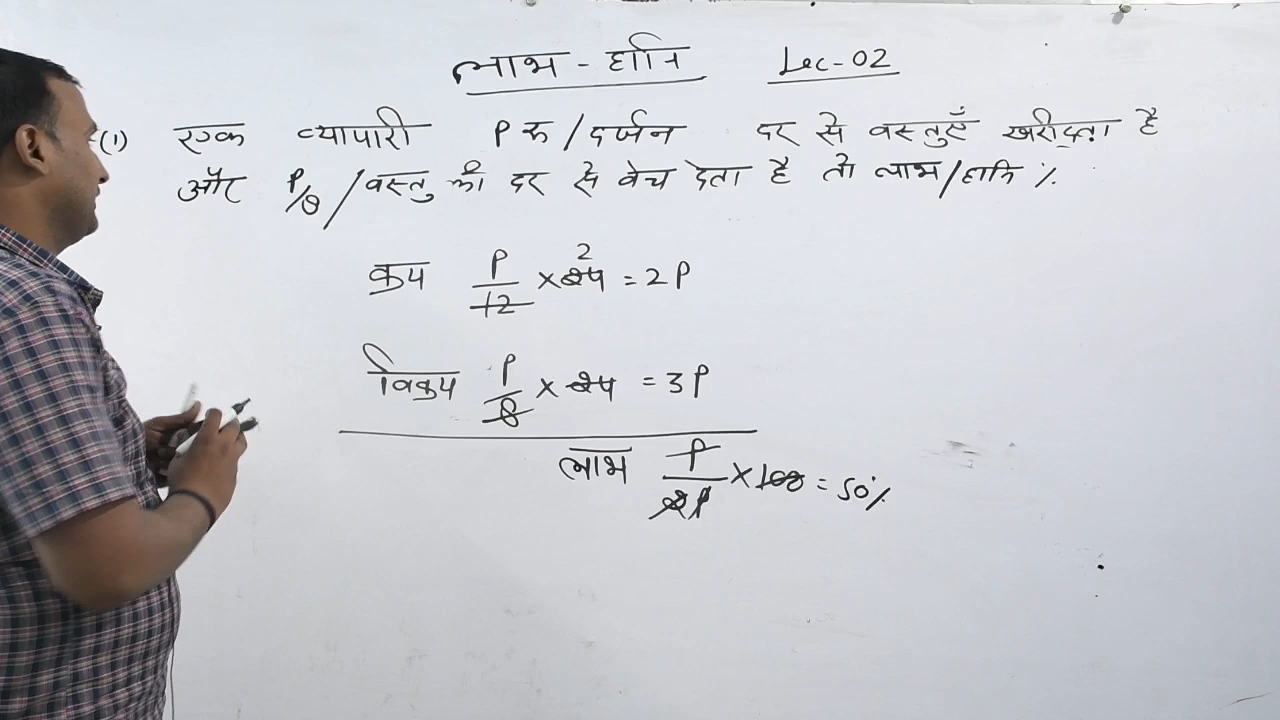 लाभ - हानि Lec-02
(1) एक व्यापारी P रु / दर्जन दर से वस्तुएँ खरीदता है
और P/8 / वस्तु की दर से बेच देता है तो लाभ/हानि %
2
क्रय P/12 × 24 = 2P
विक्रय P/8 × 24 = 3P
लाभ P/2P × 100 = 50%